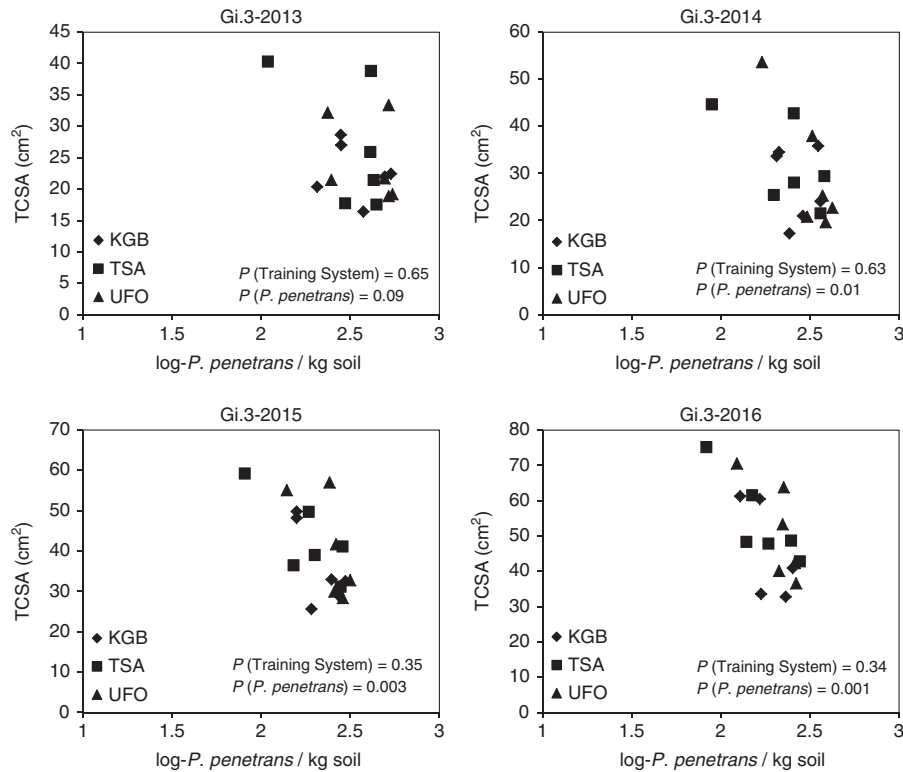 Gi.3-2013
45
40
35
30
25
20
15
10
5
0
TCSA (cm²)
KGB
TSA
UFO
P (Training System) = 0.65
P (P. penetrans) = 0.09
1 1.5 2 2.5 3
log-P. penetrans / kg soil
Gi.3-2014
60
50
40
30
20
10
0
TCSA (cm²)
KGB
TSA
UFO
P (Training System) = 0.63
P (P. penetrans) = 0.01
1 1.5 2 2.5 3
log-P. penetrans / kg soil
Gi.3-2015
70
60
50
40
30
20
10
0
TCSA (cm²)
KGB
TSA
UFO
P (Training System) = 0.35
P (P. penetrans) = 0.003
1 1.5 2 2.5 3
log-P. penetrans / kg soil
Gi.3-2016
80
70
60
50
40
30
20
10
0
TCSA (cm²)
KGB
TSA
UFO
P (Training System) = 0.34
P (P. penetrans) = 0.001
1 1.5 2 2.5 3
log-P. penetrans / kg soil